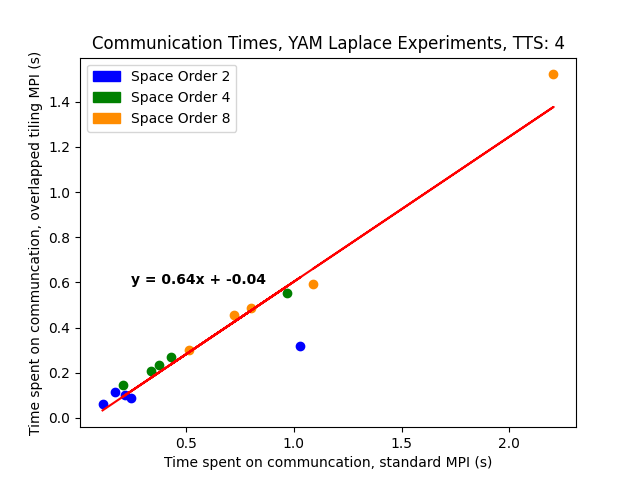 Communication Times, YAM Laplace Experiments, TTS: 4
Time spent on communcation, overlapped tiling MPI (s)
1.4
1.2
1.0
0.8
0.6
0.4
0.2
0.0
Space Order 2
Space Order 4
Space Order 8
y = 0.64x + -0.04
0.5
1.0
1.5
2.0
Time spent on communcation, standard MPI (s)